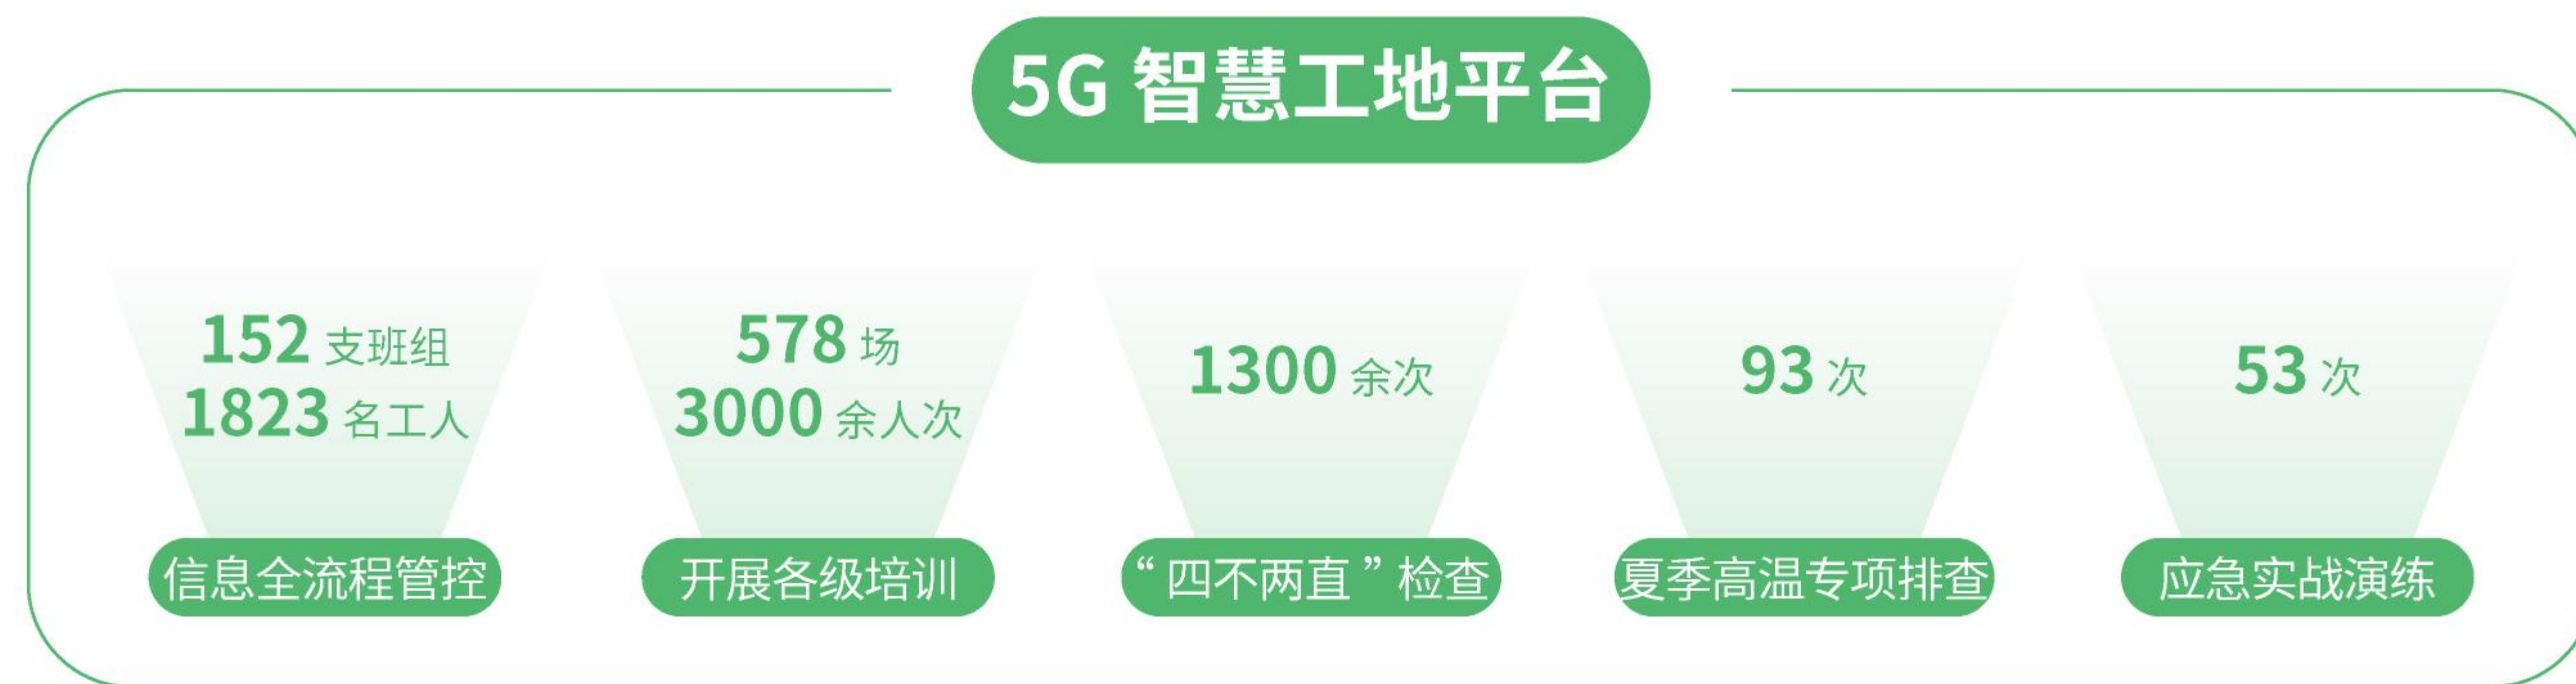 5G 智慧工地平台
152 支班组
1823 名工人
信息全流程管控
578 场
3000 余人次
开展各级培训
1300 余次
“四不两直”检查
93 次
夏季高温专项排查
53 次
应急实战演练